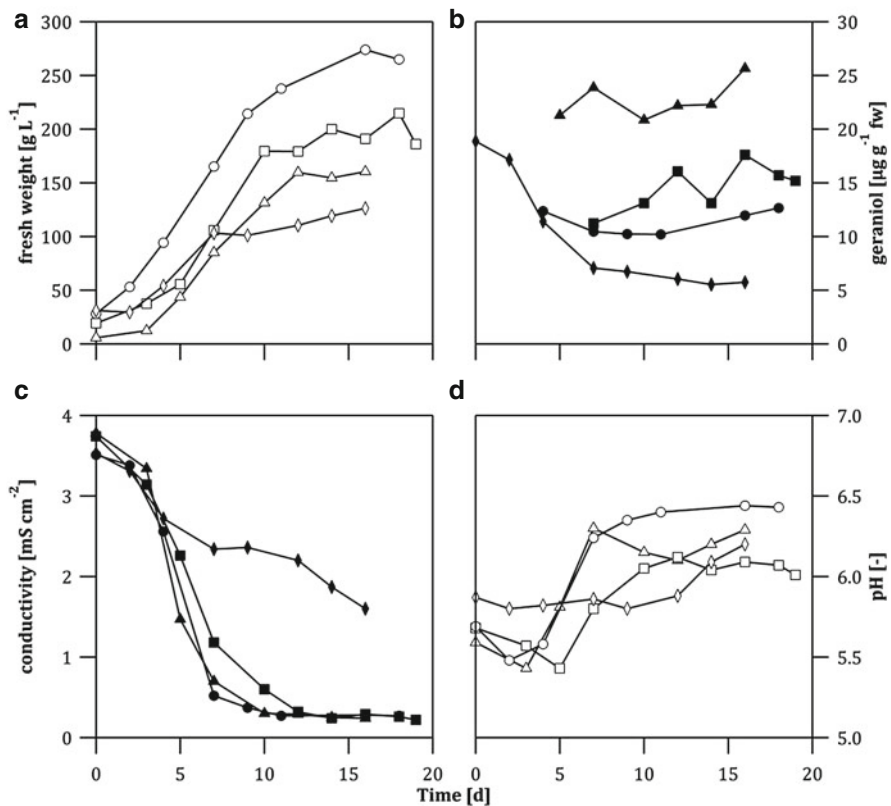 a
b
300
250
200
150
100
50
0
fresh weight [g L⁻¹]
30
25
20
15
10
5
0
geraniol [µg g⁻¹ fw]
c
d
4
3
2
1
0
conductivity [mS cm⁻²]
7.0
6.5
6.0
5.5
5.0
pH [-]
0 5 10 15 20 0 5 10 15 20
Time [d]